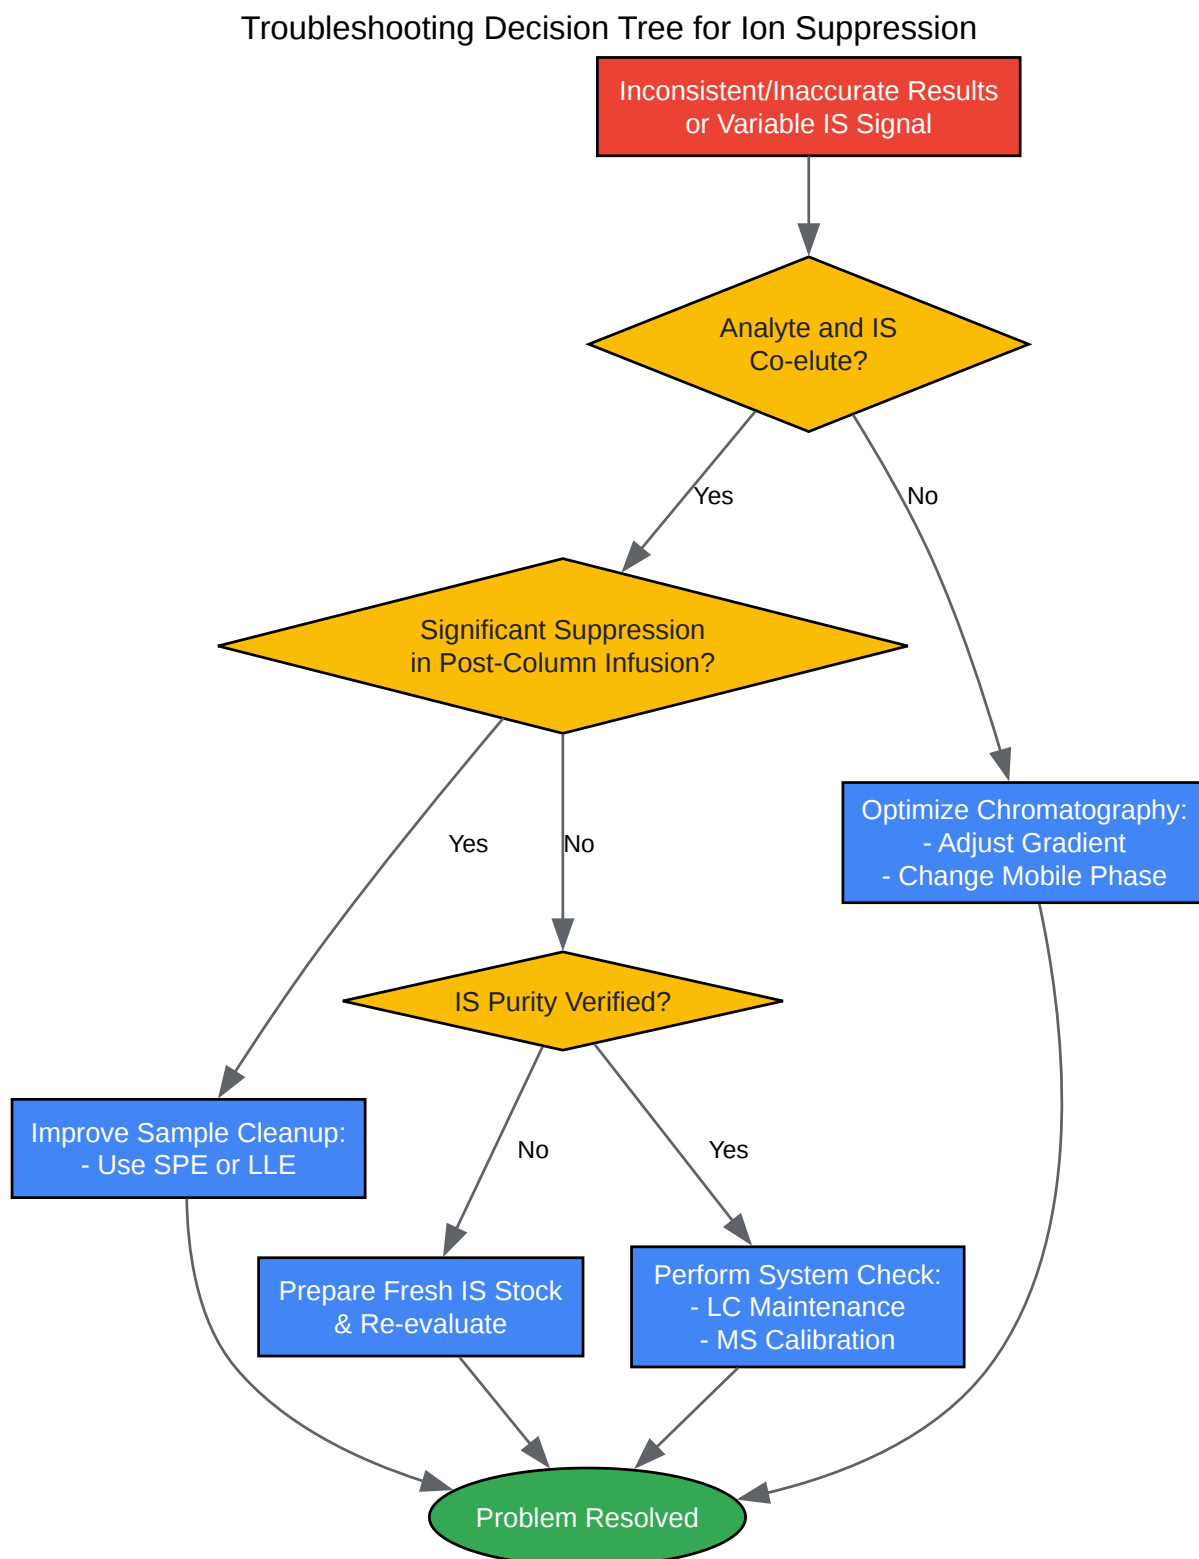 Troubleshooting Decision Tree for Ion Suppression
Inconsistent/Inaccurate Results
or Variable IS Signal
Analyte and IS
Co-elute?
Yes
No
Significant Suppression
in Post-Column Infusion?
Optimize Chromatography:
- Adjust Gradient
- Change Mobile Phase
Yes
No
IS Purity Verified?
Improve Sample Cleanup:
- Use SPE or LLE
No
Yes
Prepare Fresh IS Stock
& Re-evaluate
Perform System Check:
- LC Maintenance
- MS Calibration
Problem Resolved